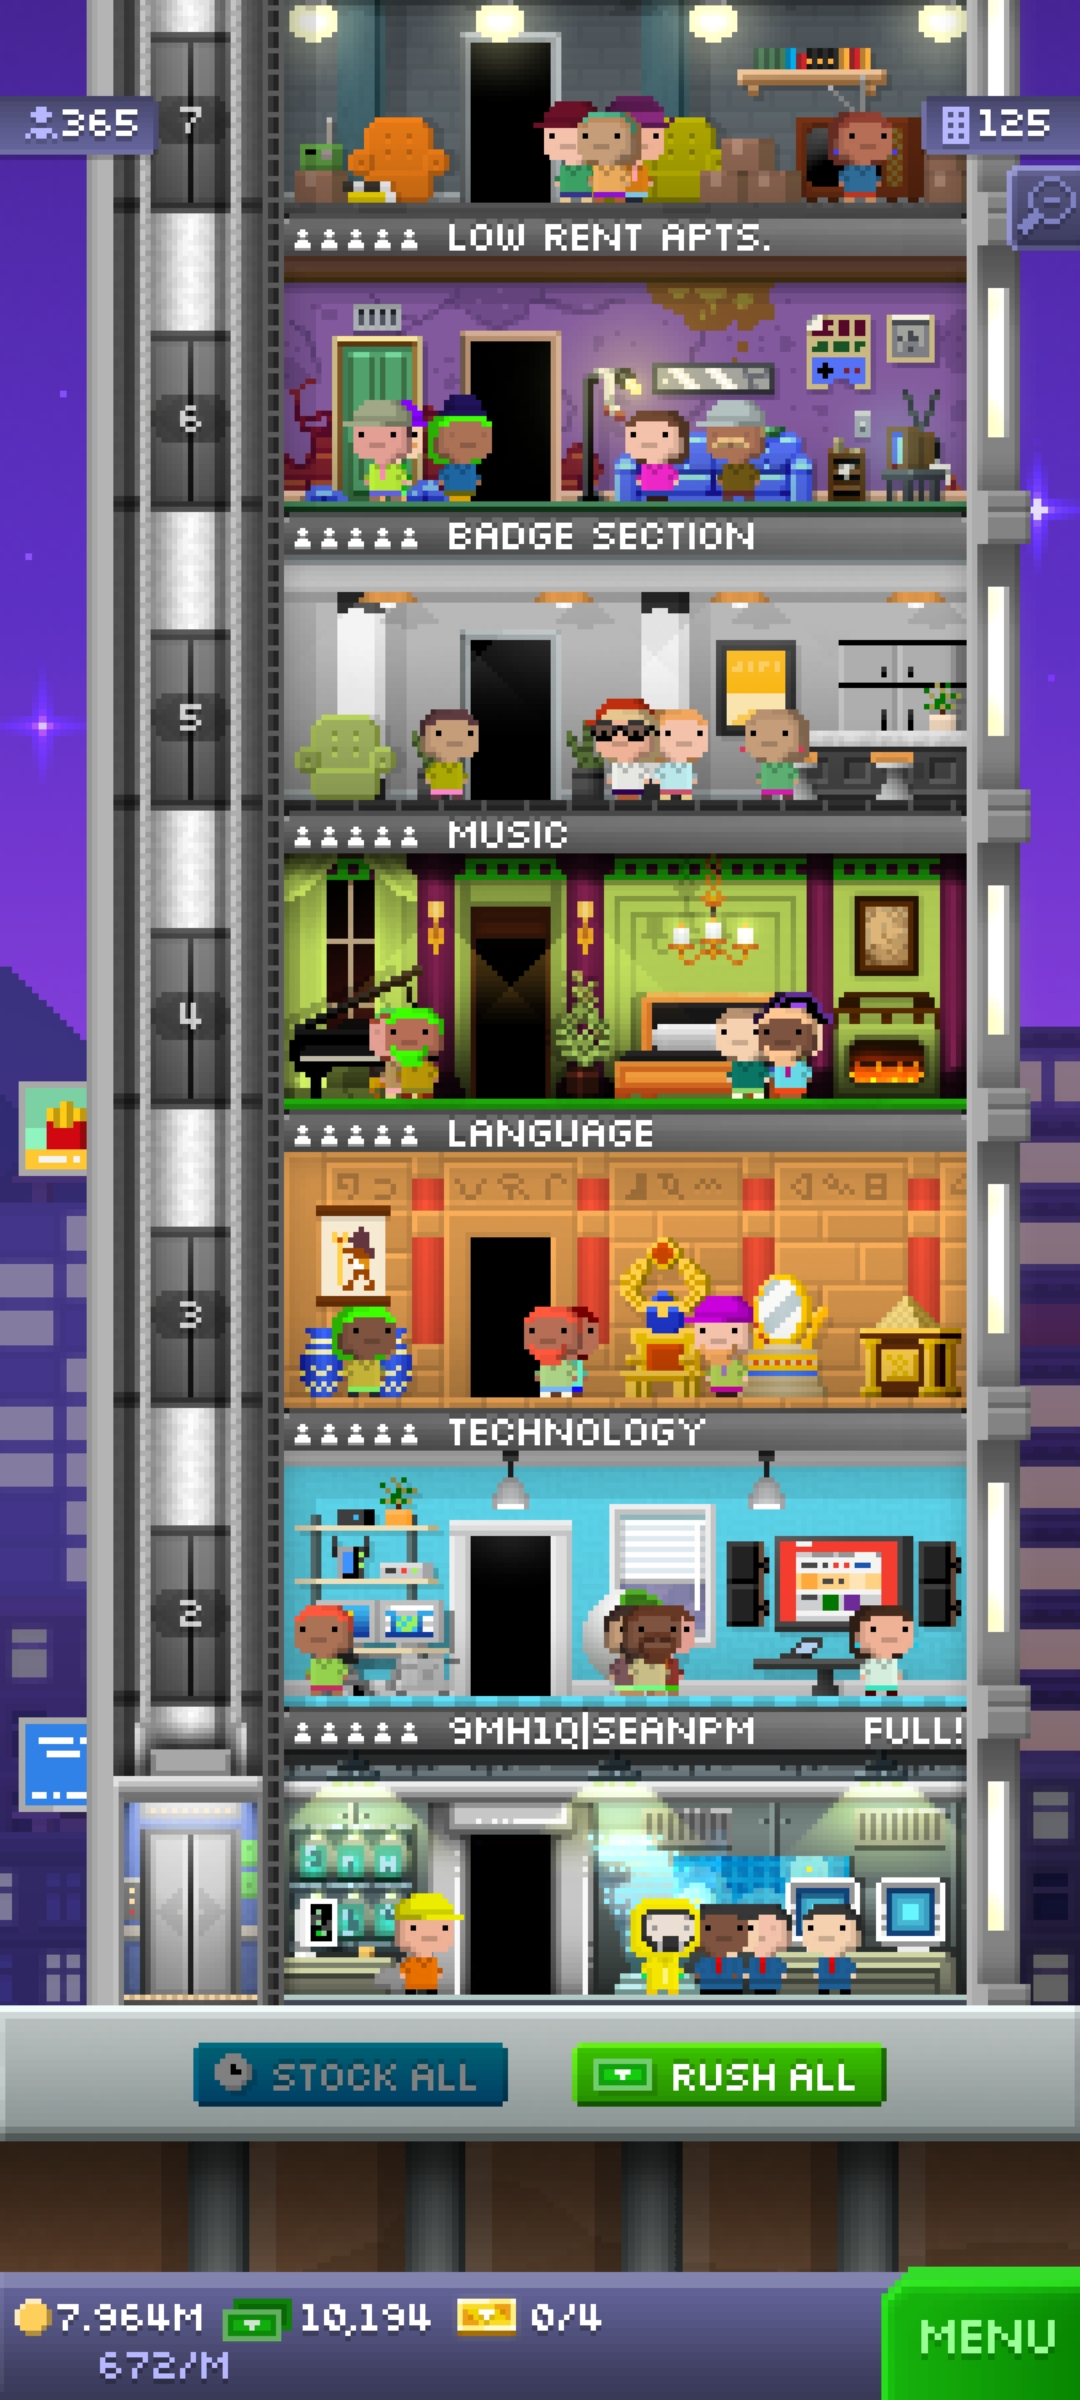 365
7
125
LOW RENT APTS.
6
BADGE SECTION
5
MUSIC
4
LANGUAGE
3
TECHNOLOGY
2
9MH1Q|SEANPM FULL!
STOCK ALL
RUSH ALL
7.964M
10,194
0/4
672/M
MENU